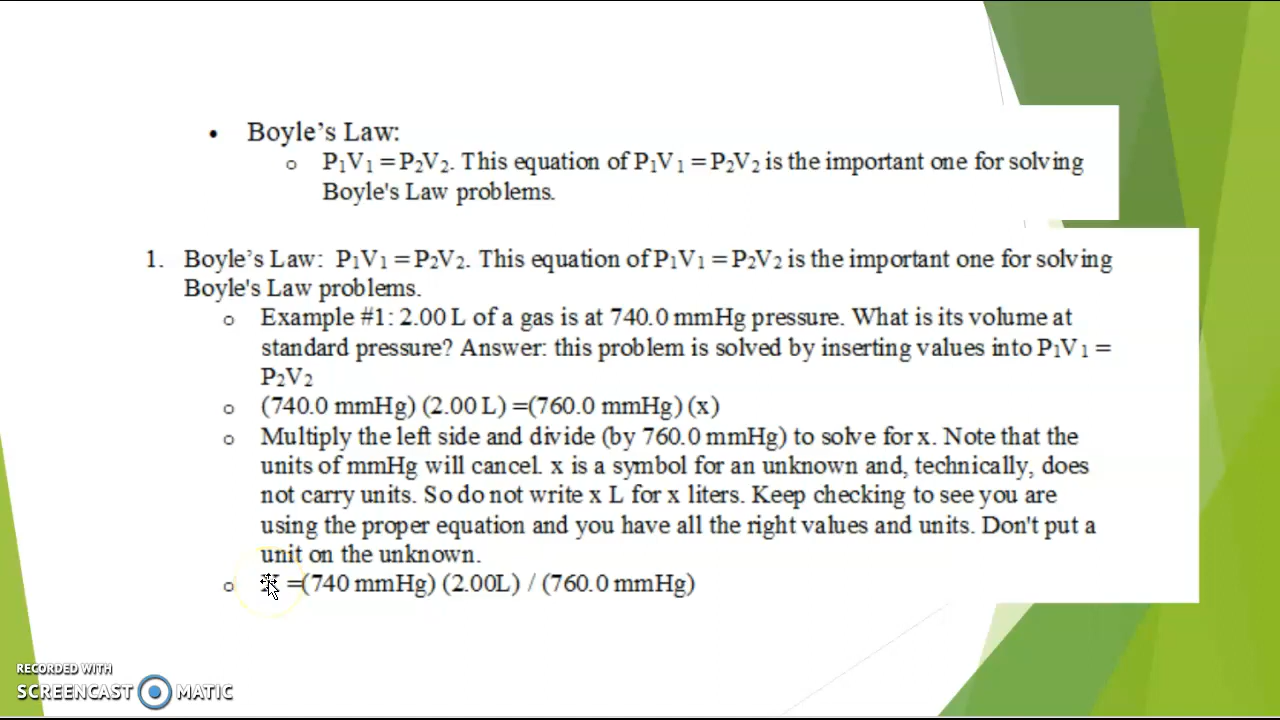 • Boyle’s Law:
o P₁V₁ = P₂V₂. This equation of P₁V₁ = P₂V₂ is the important one for solving
Boyle's Law problems.
1. Boyle’s Law: P₁V₁ = P₂V₂. This equation of P₁V₁ = P₂V₂ is the important one for solving
Boyle's Law problems.
o Example #1: 2.00 L of a gas is at 740.0 mmHg pressure. What is its volume at
standard pressure? Answer: this problem is solved by inserting values into P₁V₁ =
P₂V₂
o (740.0 mmHg) (2.00 L) =(760.0 mmHg) (x)
o Multiply the left side and divide (by 760.0 mmHg) to solve for x. Note that the
units of mmHg will cancel. x is a symbol for an unknown and, technically, does
not carry units. So do not write x L for x liters. Keep checking to see you are
using the proper equation and you have all the right values and units. Don't put a
unit on the unknown.
o =(740 mmHg) (2.00L) / (760.0 mmHg)
RECORDED WITH
SCREENCAST MATIC